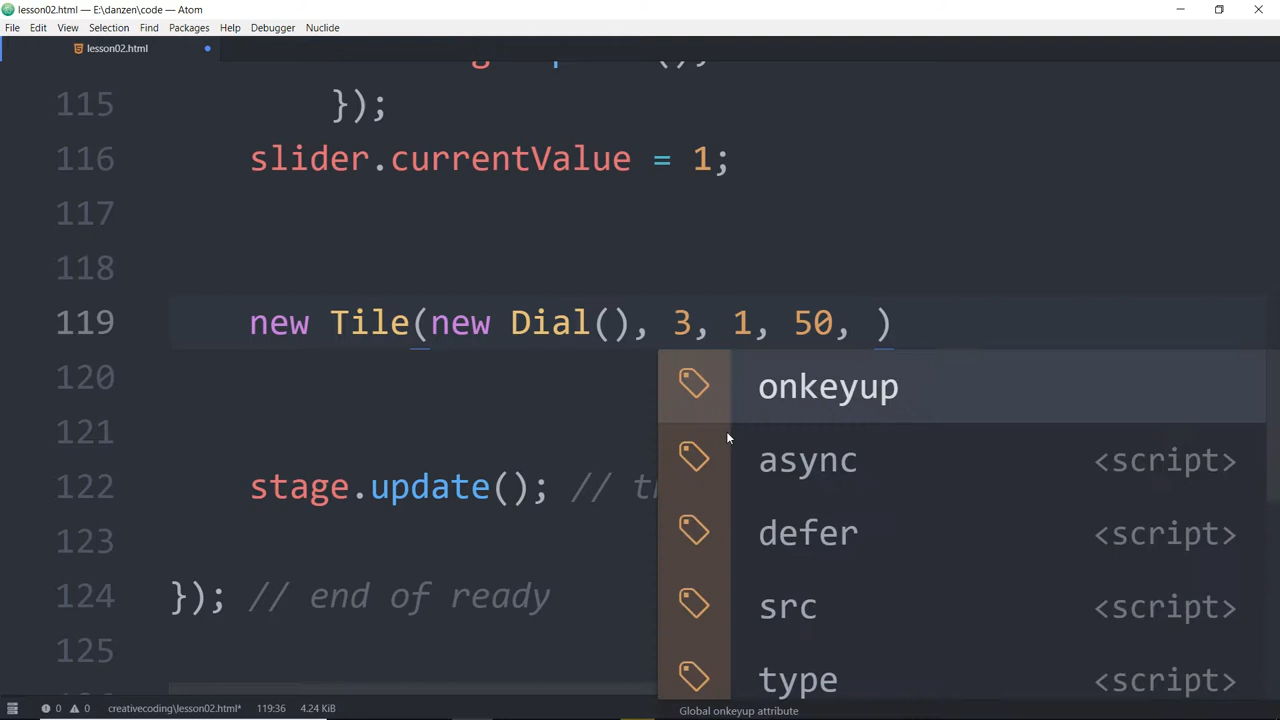 lesson02.html — E:\danzen\code — Atom
File Edit View Selection Find Packages Help Debugger Nuclide
lesson02.html
115 });
116 slider.currentValue = 1;
117
118
119 new Tile(new Dial(), 3, 1, 50, )
120
onkeyup
121
async <script>
122 stage.update(); //
defer <script>
123
124 }); // end of ready
src <script>
125
type <script>
0 0 creativecoding\lesson02.html* 119:36 4.24 KiB
Global onkeyup attribute